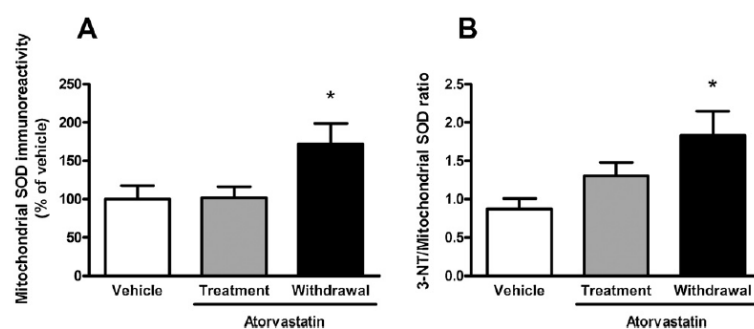 A
Mitochondrial SOD immunoreactivity
(% of vehicle)
250
200
150
100
50
0
*
Vehicle
Treatment
Withdrawal
Atorvastatin
B
3-NT/Mitochondrial SOD ratio
2.5
2.0
1.5
1.0
0.5
0.0
*
Vehicle
Treatment
Withdrawal
Atorvastatin